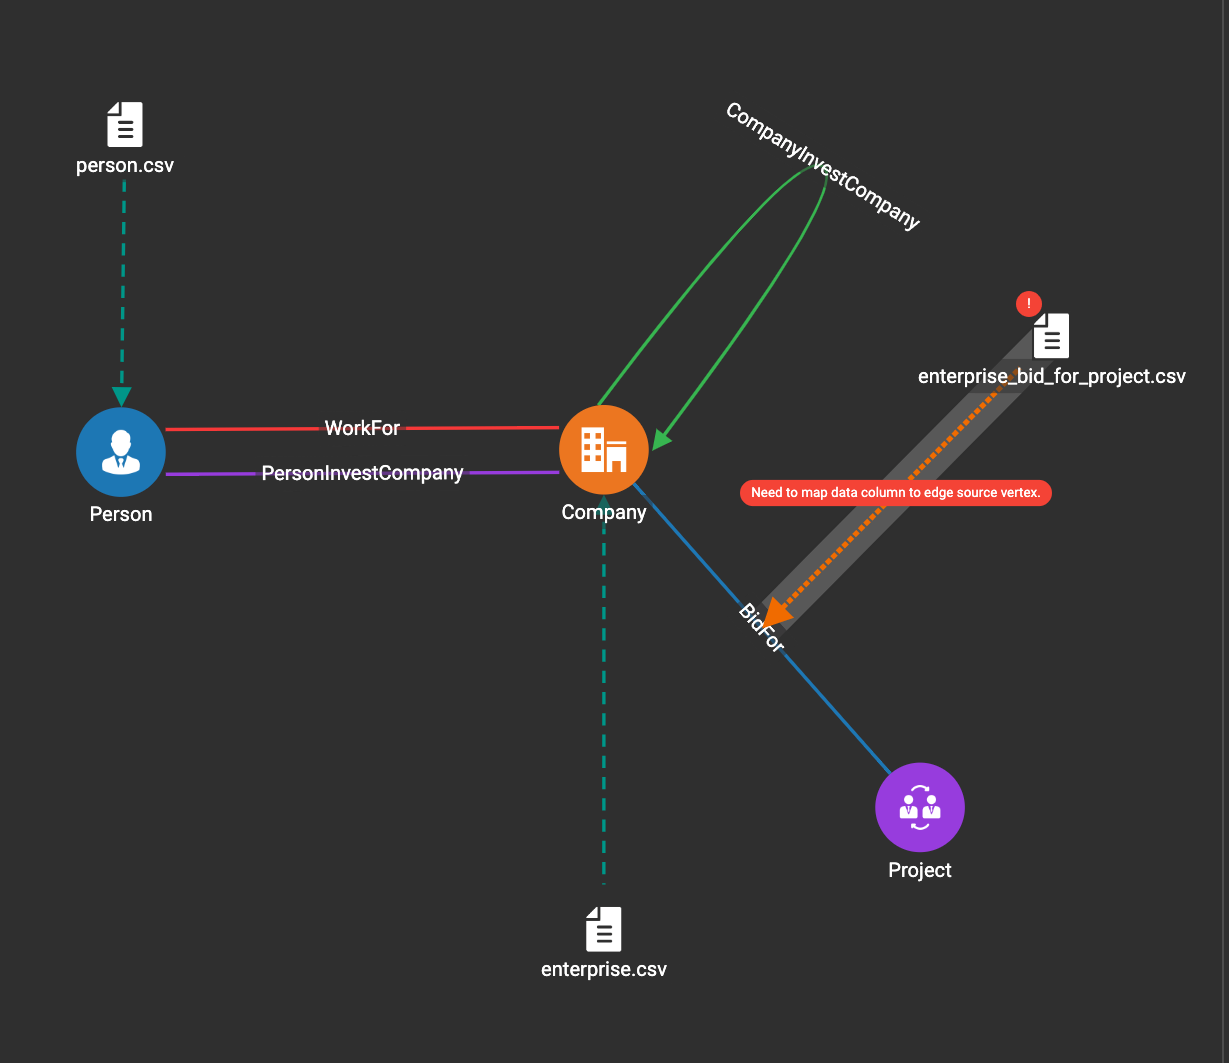 CompanyInvestCompany
person.csv
!
enterprise_bid_for_project.csv
WorkFor
PersonInvestCompany
Need to map data column to edge source vertex.
Person
Company
BidFor
Project
enterprise.csv